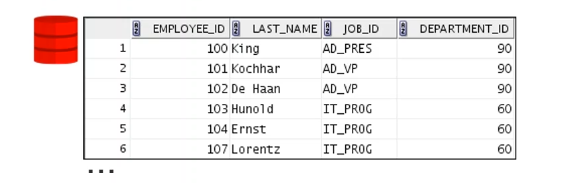 EMPLOYEE_ID LAST_NAME JOB_ID DEPARTMENT_ID
1 100 King AD_PRES 90
2 101 Kochhar AD_VP 90
3 102 De Haan AD_VP 90
4 103 Hunold IT_PROG 60
5 104 Ernst IT_PROG 60
6 107 Lorentz IT_PROG 60
...